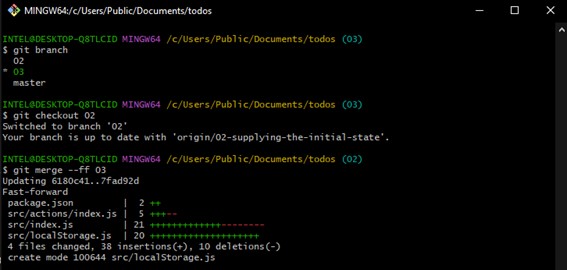 MINGW64:/c/Users/Public/Documents/todos
INTEL@DESKTOP-Q8TLCID MINGW64 /c/Users/Public/Documents/todos (03)
$ git branch
  02
* 03
  master
INTEL@DESKTOP-Q8TLCID MINGW64 /c/Users/Public/Documents/todos (03)
$ git checkout 02
Switched to branch '02'
Your branch is up to date with 'origin/02-supplying-the-initial-state'.
INTEL@DESKTOP-Q8TLCID MINGW64 /c/Users/Public/Documents/todos (02)
$ git merge --ff 03
Updating 6180c41..7fad92d
Fast-forward
 package.json         |  2 ++
 src/actions/index.js |  5 +++--
 src/index.js         | 21 +++++++++++++--------
 src/localStorage.js  | 20 ++++++++++++++++++++
 4 files changed, 38 insertions(+), 10 deletions(-)
 create mode 100644 src/localStorage.js